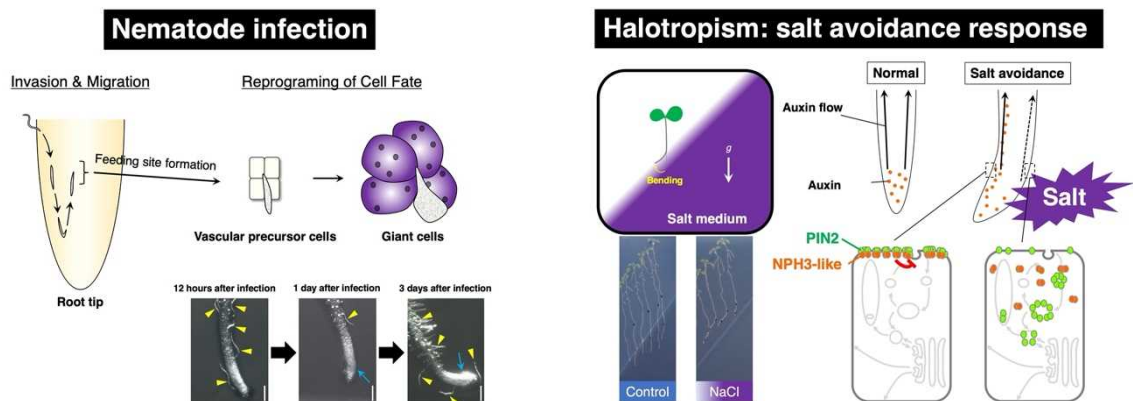 Nematode infection
Invasion & Migration
Reprograming of Cell Fate
Feeding site formation
Vascular precursor cells
Giant cells
Root tip
12 hours after infection
1 day after infection
3 days after infection
Halotropism: salt avoidance response
Normal
Salt avoidance
Auxin flow
g
Bending
Auxin
Salt
Salt medium
PIN2
NPH3-like
Control
NaCl